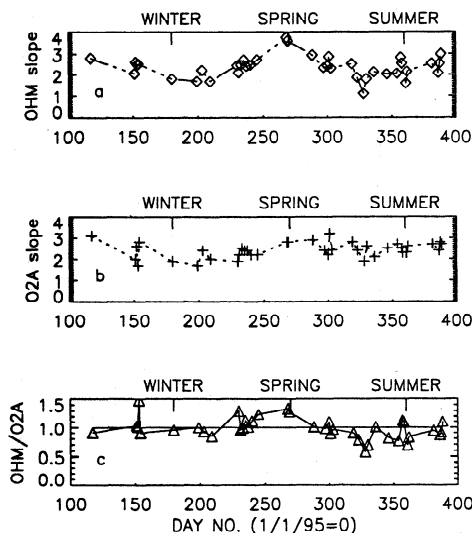 WINTER SPRING SUMMER
OHM slope
4
3
2
1
0
a
100 150 200 250 300 350 400
WINTER SPRING SUMMER
O2A slope
4
3
2
1
0
b
100 150 200 250 300 350 400
WINTER SPRING SUMMER
OHM/O2A
1.5
1.0
0.5
0.0
c
100 150 200 250 300 350 400
DAY NO. (1/1/95=0)